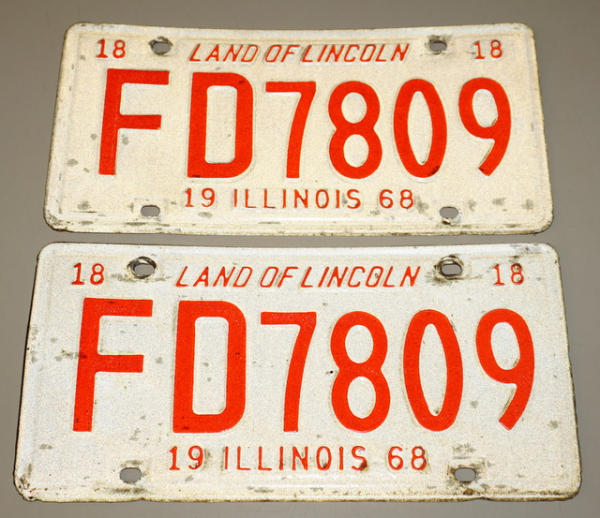 18 LAND OF LINCOLN 18
FD7809
19 ILLINOIS 68
18 LAND OF LINCOLN 18
FD7809
19 ILLINOIS 68